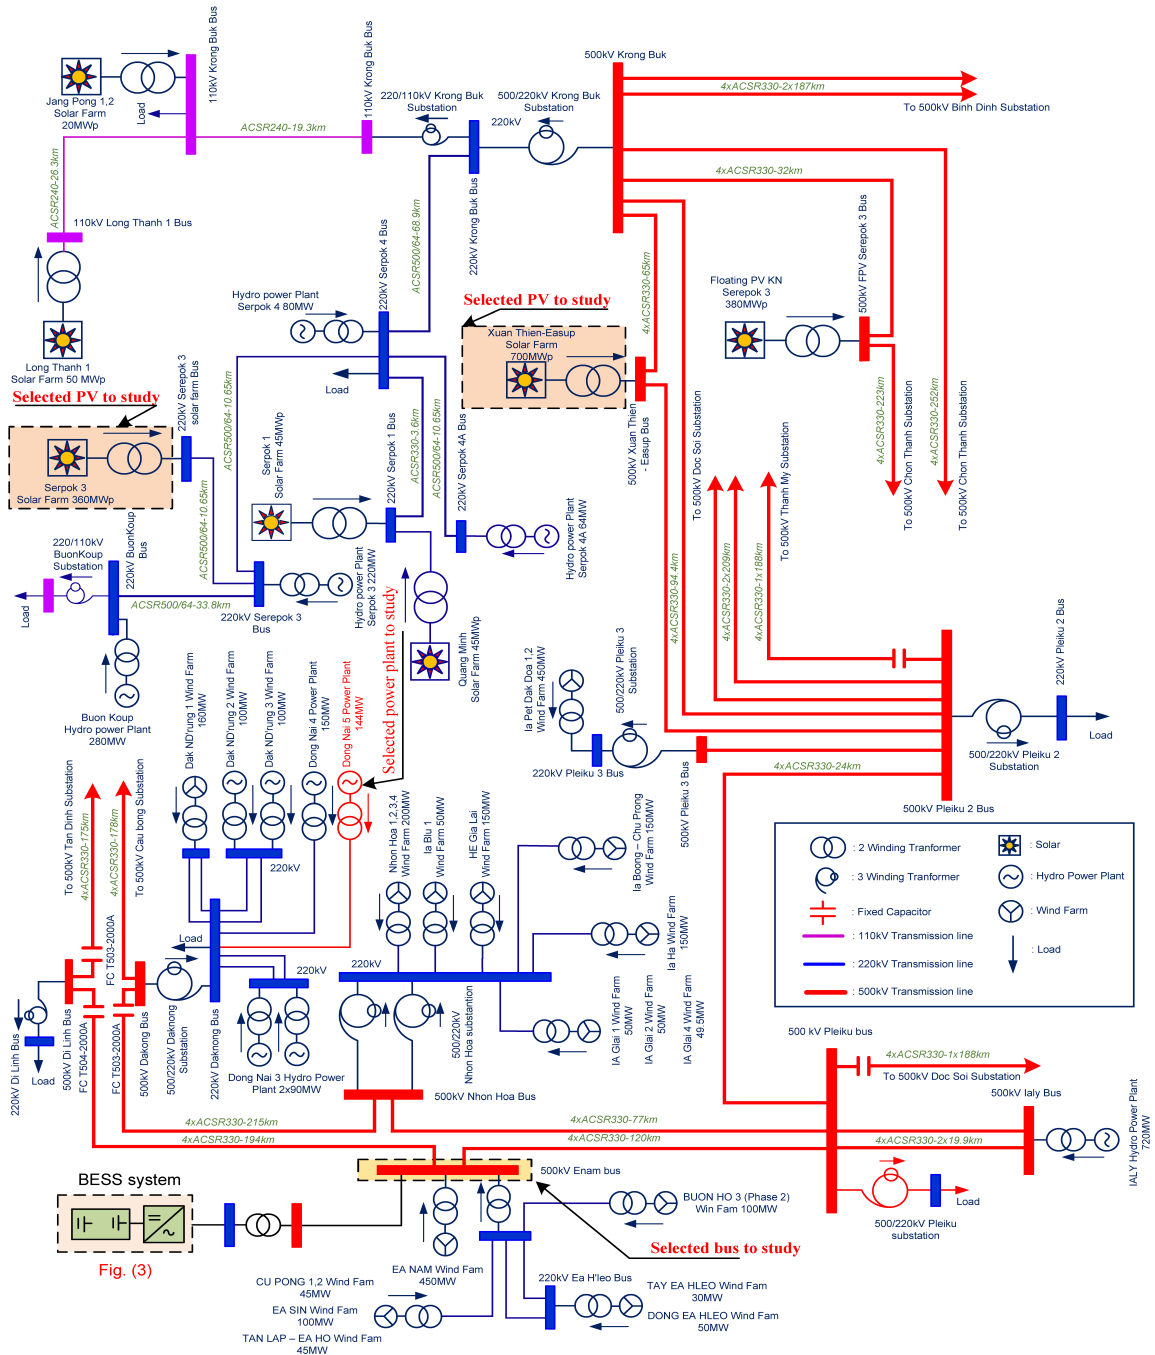 Jang Pong 1,2
Solar Farm
20MWp
Load
110kV Krong Buk Bus
ACSR240-19.3km
110kV Krong Buk Bus
220/110kV Krong Buk
Substation
500/220kV Krong Buk
Substation
220kV
220kV Krong Buk Bus
500kV Krong Buk
4xACSR330-2x187km
To 500kV Binh Dinh Substation
4xACSR330-32km
ACSR240-26.3km
110kV Long Thanh 1 Bus
Long Thanh 1
Solar Farm 50 MWp
ACSR500/64-68.9km
220kV Serpok 4 Bus
Hydro power Plant
Serpok 4 80MW
Load
Selected PV to study
Xuan Thien-Easup
Solar Farm
700MWp
4xACSR330-65km
500kV Xuan Thien
- Easup Bus
Floating PV KN
Serepok 3
380MWp
500kV FPV Serepok 3 Bus
4xACSR330-223km
4xACSR330-252km
To 500kV Chon Thanh Substation
To 500kV Chon Thanh Substation
Selected PV to study
Serpok 3
Solar Farm 360MWp
220kV Serepok 3
solar farm Bus
ACSR500/64-10.65km
ACSR500/64-10.65km
ACSR330-3.6km
ACSR500/64-10.65km
Serpok 1
Solar Farm 45MWp
220kV Serpok 1 Bus
220kV Serpok 4A Bus
Hydro power Plant
Serpok 4A 64MW
220/110kV
BuonKoup
Substation
220kV BuonKoup
Bus
Load
ACSR500/64-33.8km
220kV Serepok 3
Bus
Hydro power Plant
Serpok 3 220MW
Buon Koup
Hydro power Plant
280MW
Quang Minh
Solar Farm 45MWp
Selected power plant to study
To 500kV Doc Soi Substation
To 500kV Thanh My Substation
4xACSR330-94.4km
4xACSR330-2x209km
4xACSR330-1x188km
220kV Pleiku 2 Bus
Load
500/220kV Pleiku 2
Substation
500kV Pleiku 2 Bus
Ia Pet Dak Doa 1,2
Wind Farm 450MW
500/220kV Pleiku 3
Substation
220kV Pleiku 3 Bus
500kV Pleiku 3 Bus
4xACSR330-24km
Dak ND'rung 1 Wind Farm
160MW
Dak ND'rung 2 Wind Farm
100MW
Dak ND'rung 3 Wind Farm
100MW
Dong Nai 4 Power Plant
150MW
Dong Nai 5 Power Plant
144MW
220kV
To 500kV Tan Dinh Substation
4xACSR330-175km
4xACSR330-178km
To 500kV Cau bong Substation
FC T503-2000A
Load
220kV
500kV Di Linh Bus
FC T504-2000A
FC T503-2000A
500kV Dakong Bus
500/220kV Daknong
Substation
220kV Daknong Bus
220kV Di Linh Bus
Load
Dong Nai 3 Hydro Power
Plant 2x90MW
Nhon Hoa 1,2,3,4
Wind Farm 200MW
Ia Blu 1
Wind Farm 50MW
HE Gia Lai
Wind Farm 150MW
220kV
500/220kV
Nhon Hoa substantion
500kV Nhon Hoa Bus
Ia Boong – Chu Prong
Wind Farm 150MW
Ia Ha Wind Farm
150MW
IA Glai 1 Wind Farm
50MW
IA Glai 2 Wind Farm
50MW
IA Glai 4 Wind Farm
49.5MW
: 2 Winding Tranformer
: 3 Winding Tranformer
: Fixed Capacitor
: 110kV Transmission line
: 220kV Transmission line
: 500kV Transmission line
: Solar
: Hydro Power Plant
: Wind Farm
: Load
500 kV Pleiku bus
4xACSR330-1x188km
To 500kV Doc Soi Substation
500kV Ialy Bus
4xACSR330-2x19.9km
IALY Hydro Power Plant
720MW
Load
500/220kV Pleiku
substation
4xACSR330-215km
4xACSR330-194km
4xACSR330-77km
4xACSR330-120km
500kV Enam bus
BESS system
Fig. (3)
EA NAM Wind Fam
450MW
BUON HO 3 (Phase 2)
Win Fam 100MW
Selected bus to study
CU PONG 1,2 Wind Fam
45MW
EA SIN Wind Fam
100MW
TAN LAP – EA HO Wind Fam
45MW
220kV Ea H'leo Bus
TAY EA HLEO Wind Fam
30MW
DONG EA HLEO Wind Fam
50MW